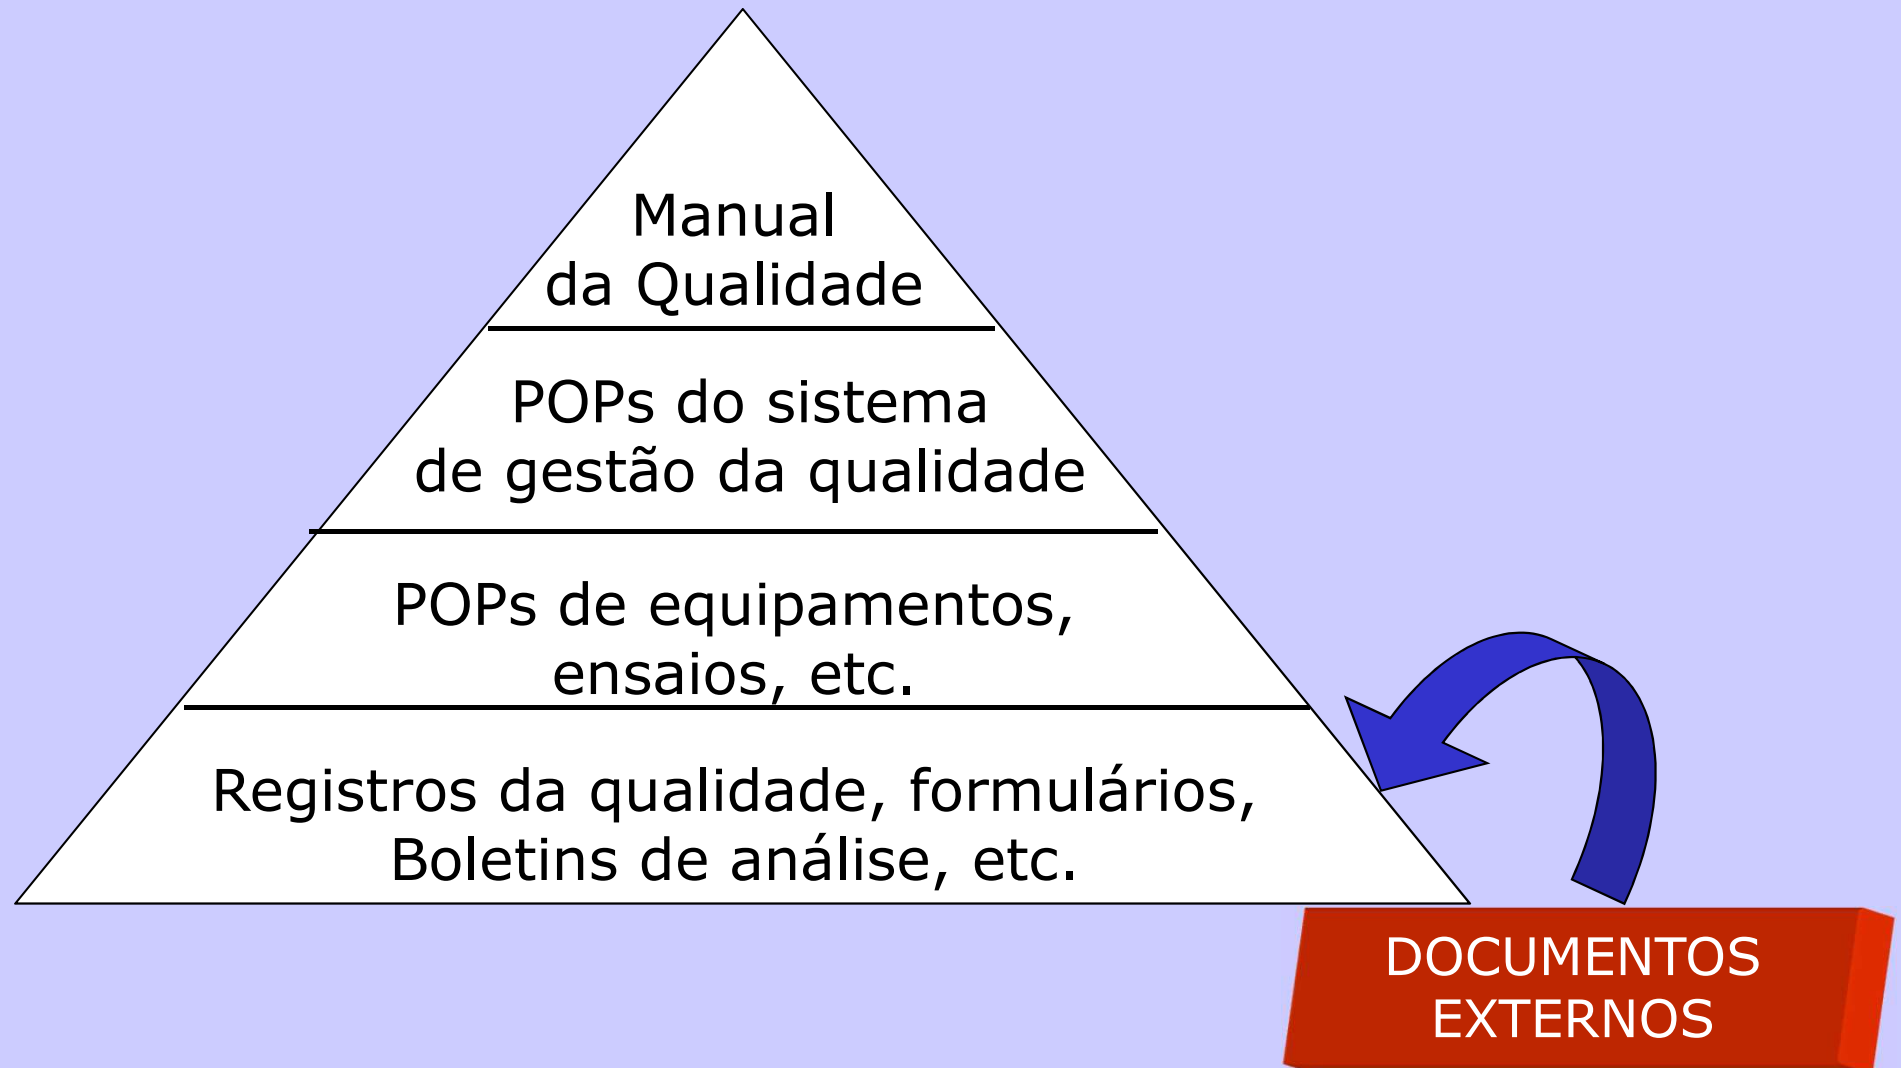 Manual
da Qualidade
POPs do sistema
de gestão da qualidade
POPs de equipamentos,
ensaios, etc.
Registros da qualidade, formulários,
Boletins de análise, etc.
DOCUMENTOS
EXTERNOS